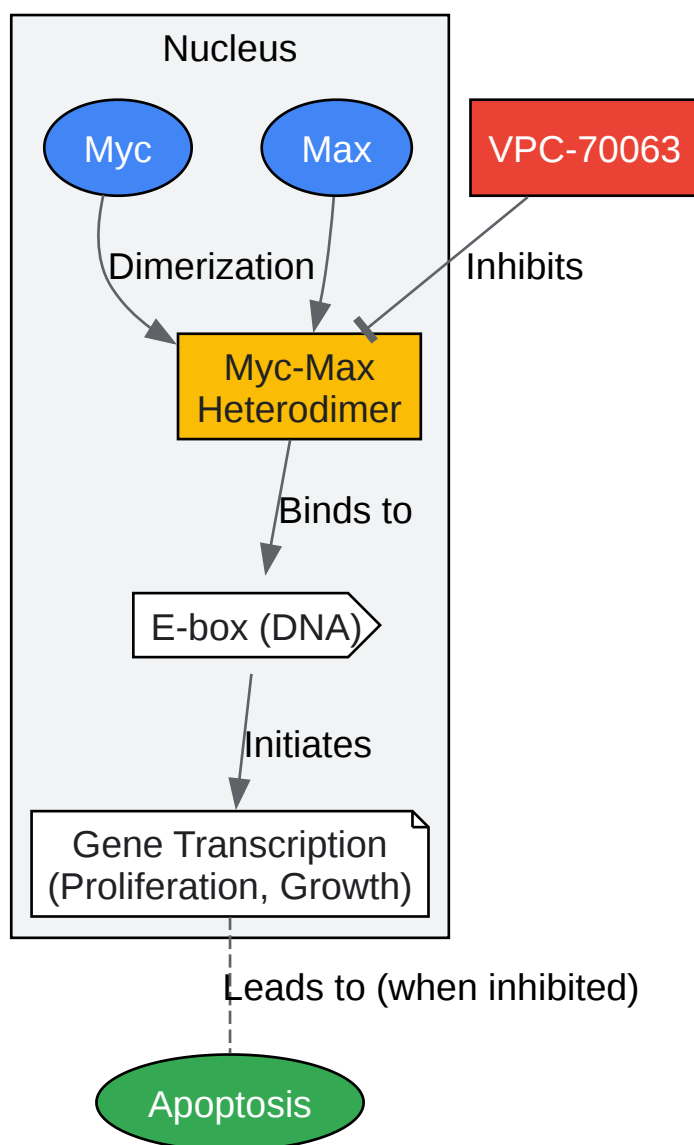 Nucleus
Myc
Max
VPC-70063
Dimerization
Inhibits
Myc-Max
Heterodimer
Binds to
E-box (DNA)
Initiates
Gene Transcription
(Proliferation, Growth)
Leads to (when inhibited)
Apoptosis